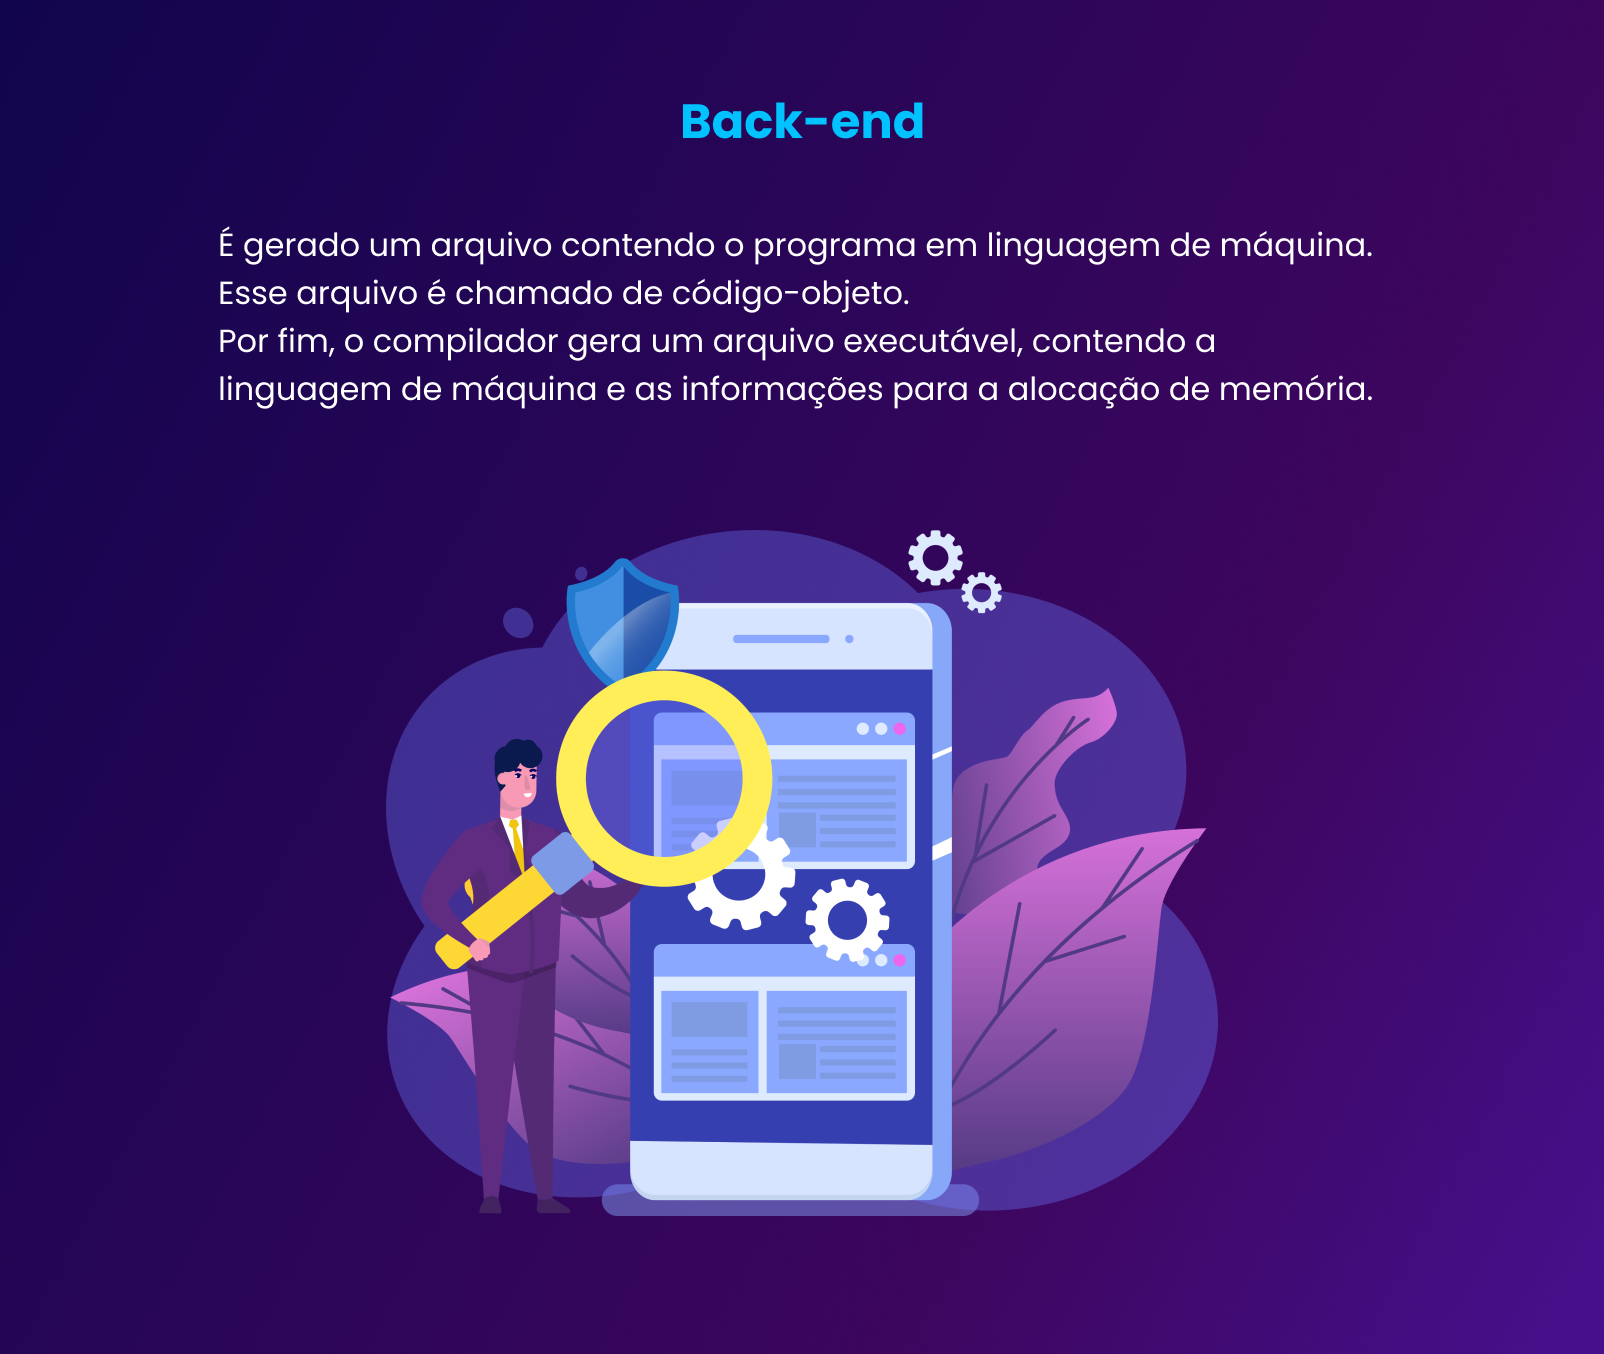 Back-end
É gerado um arquivo contendo o programa em linguagem de máquina.
Esse arquivo é chamado de código-objeto.
Por fim, o compilador gera um arquivo executável, contendo a
linguagem de máquina e as informações para a alocação de memória.